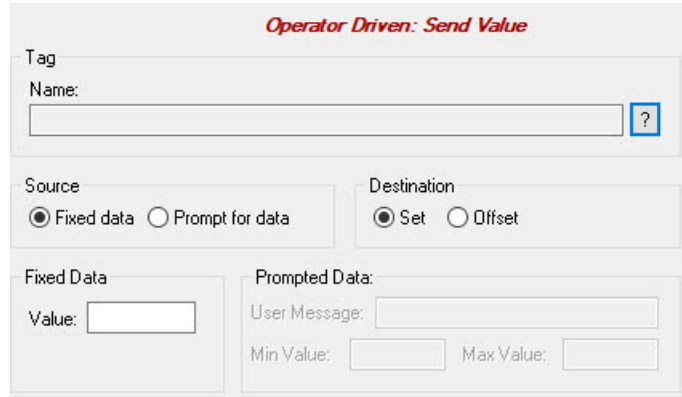 Operator Driven: Send Value
Tag
Name:
?
Source
Destination
Fixed data Prompt for data
Set Offset
Fixed Data
Prompted Data:
Value:
User Message:
Min Value: Max Value: